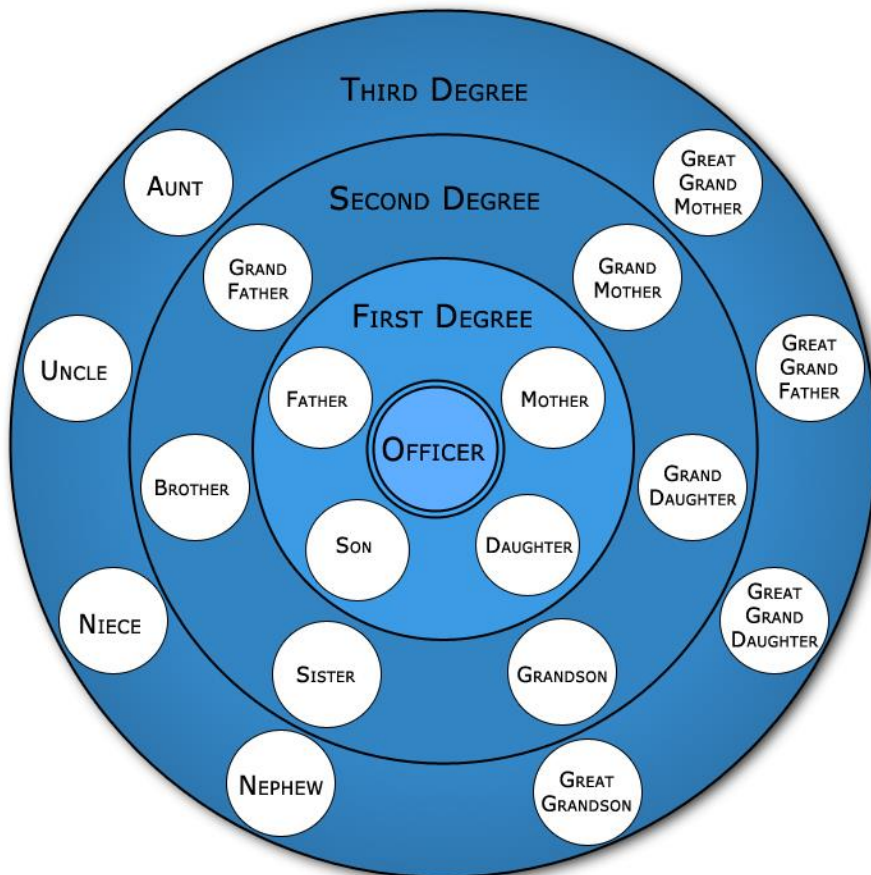 Third Degree
Aunt
Great
Grand
Mother
Second Degree
Grand
Father
Grand
Mother
First Degree
Uncle
Great
Grand
Father
Father
Mother
Officer
Brother
Grand
Daughter
Son
Daughter
Niece
Great
Grand
Daughter
Sister
Grandson
Nephew
Great
Grandson